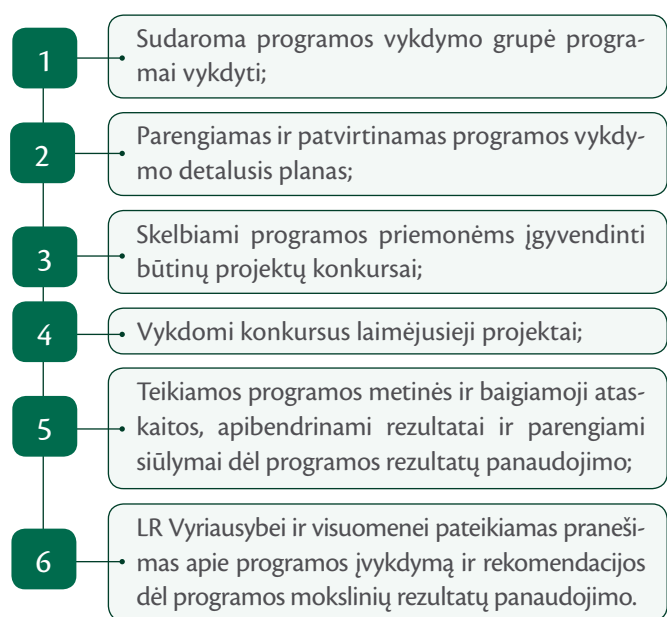 1
Sudaroma programos vykdymo grupė progra-
mai vykdyti;
2
Parengiamas ir patvirtinamas programos vykdy-
mo detalusis planas;
3
Skelbiami programos priemonėms įgyvendinti
būtinų projektų konkursai;
4
Vykdomi konkursus laimėjusieji projektai;
5
Teikiamos programos metinės ir baigiamoji atas-
kaitos, apibendrinami rezultatai ir parengiami
siūlymai dėl programos rezultatų panaudojimo;
6
LR Vyriausybei ir visuomenei pateikiamas praneši-
mas apie programos įvykdymą ir rekomendacijos
dėl programos mokslinių rezultatų panaudojimo.